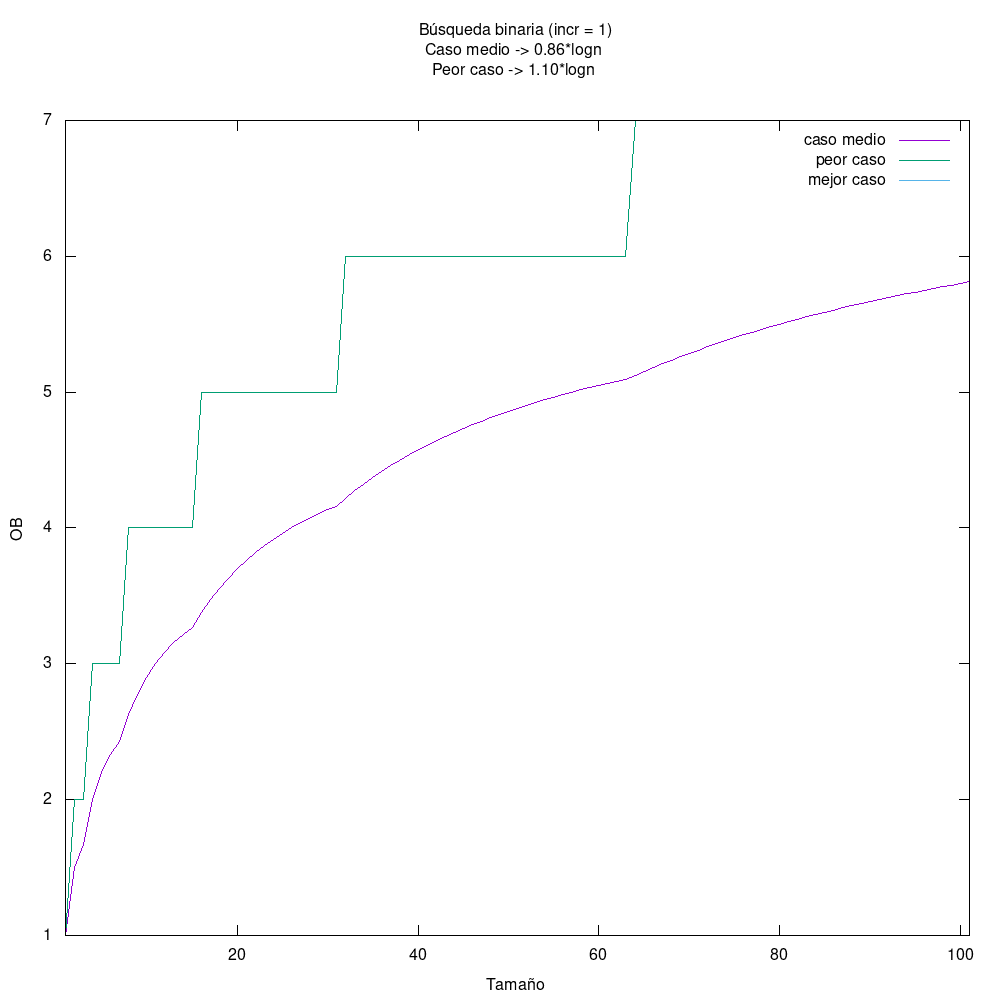 Búsqueda binaria (incr = 1)
Caso medio -> 0.86*logn
Peor caso -> 1.10*logn
7
6
5
4
3
2
1
OB
caso medio
peor caso
mejor caso
20
40
60
80
100
Tamaño